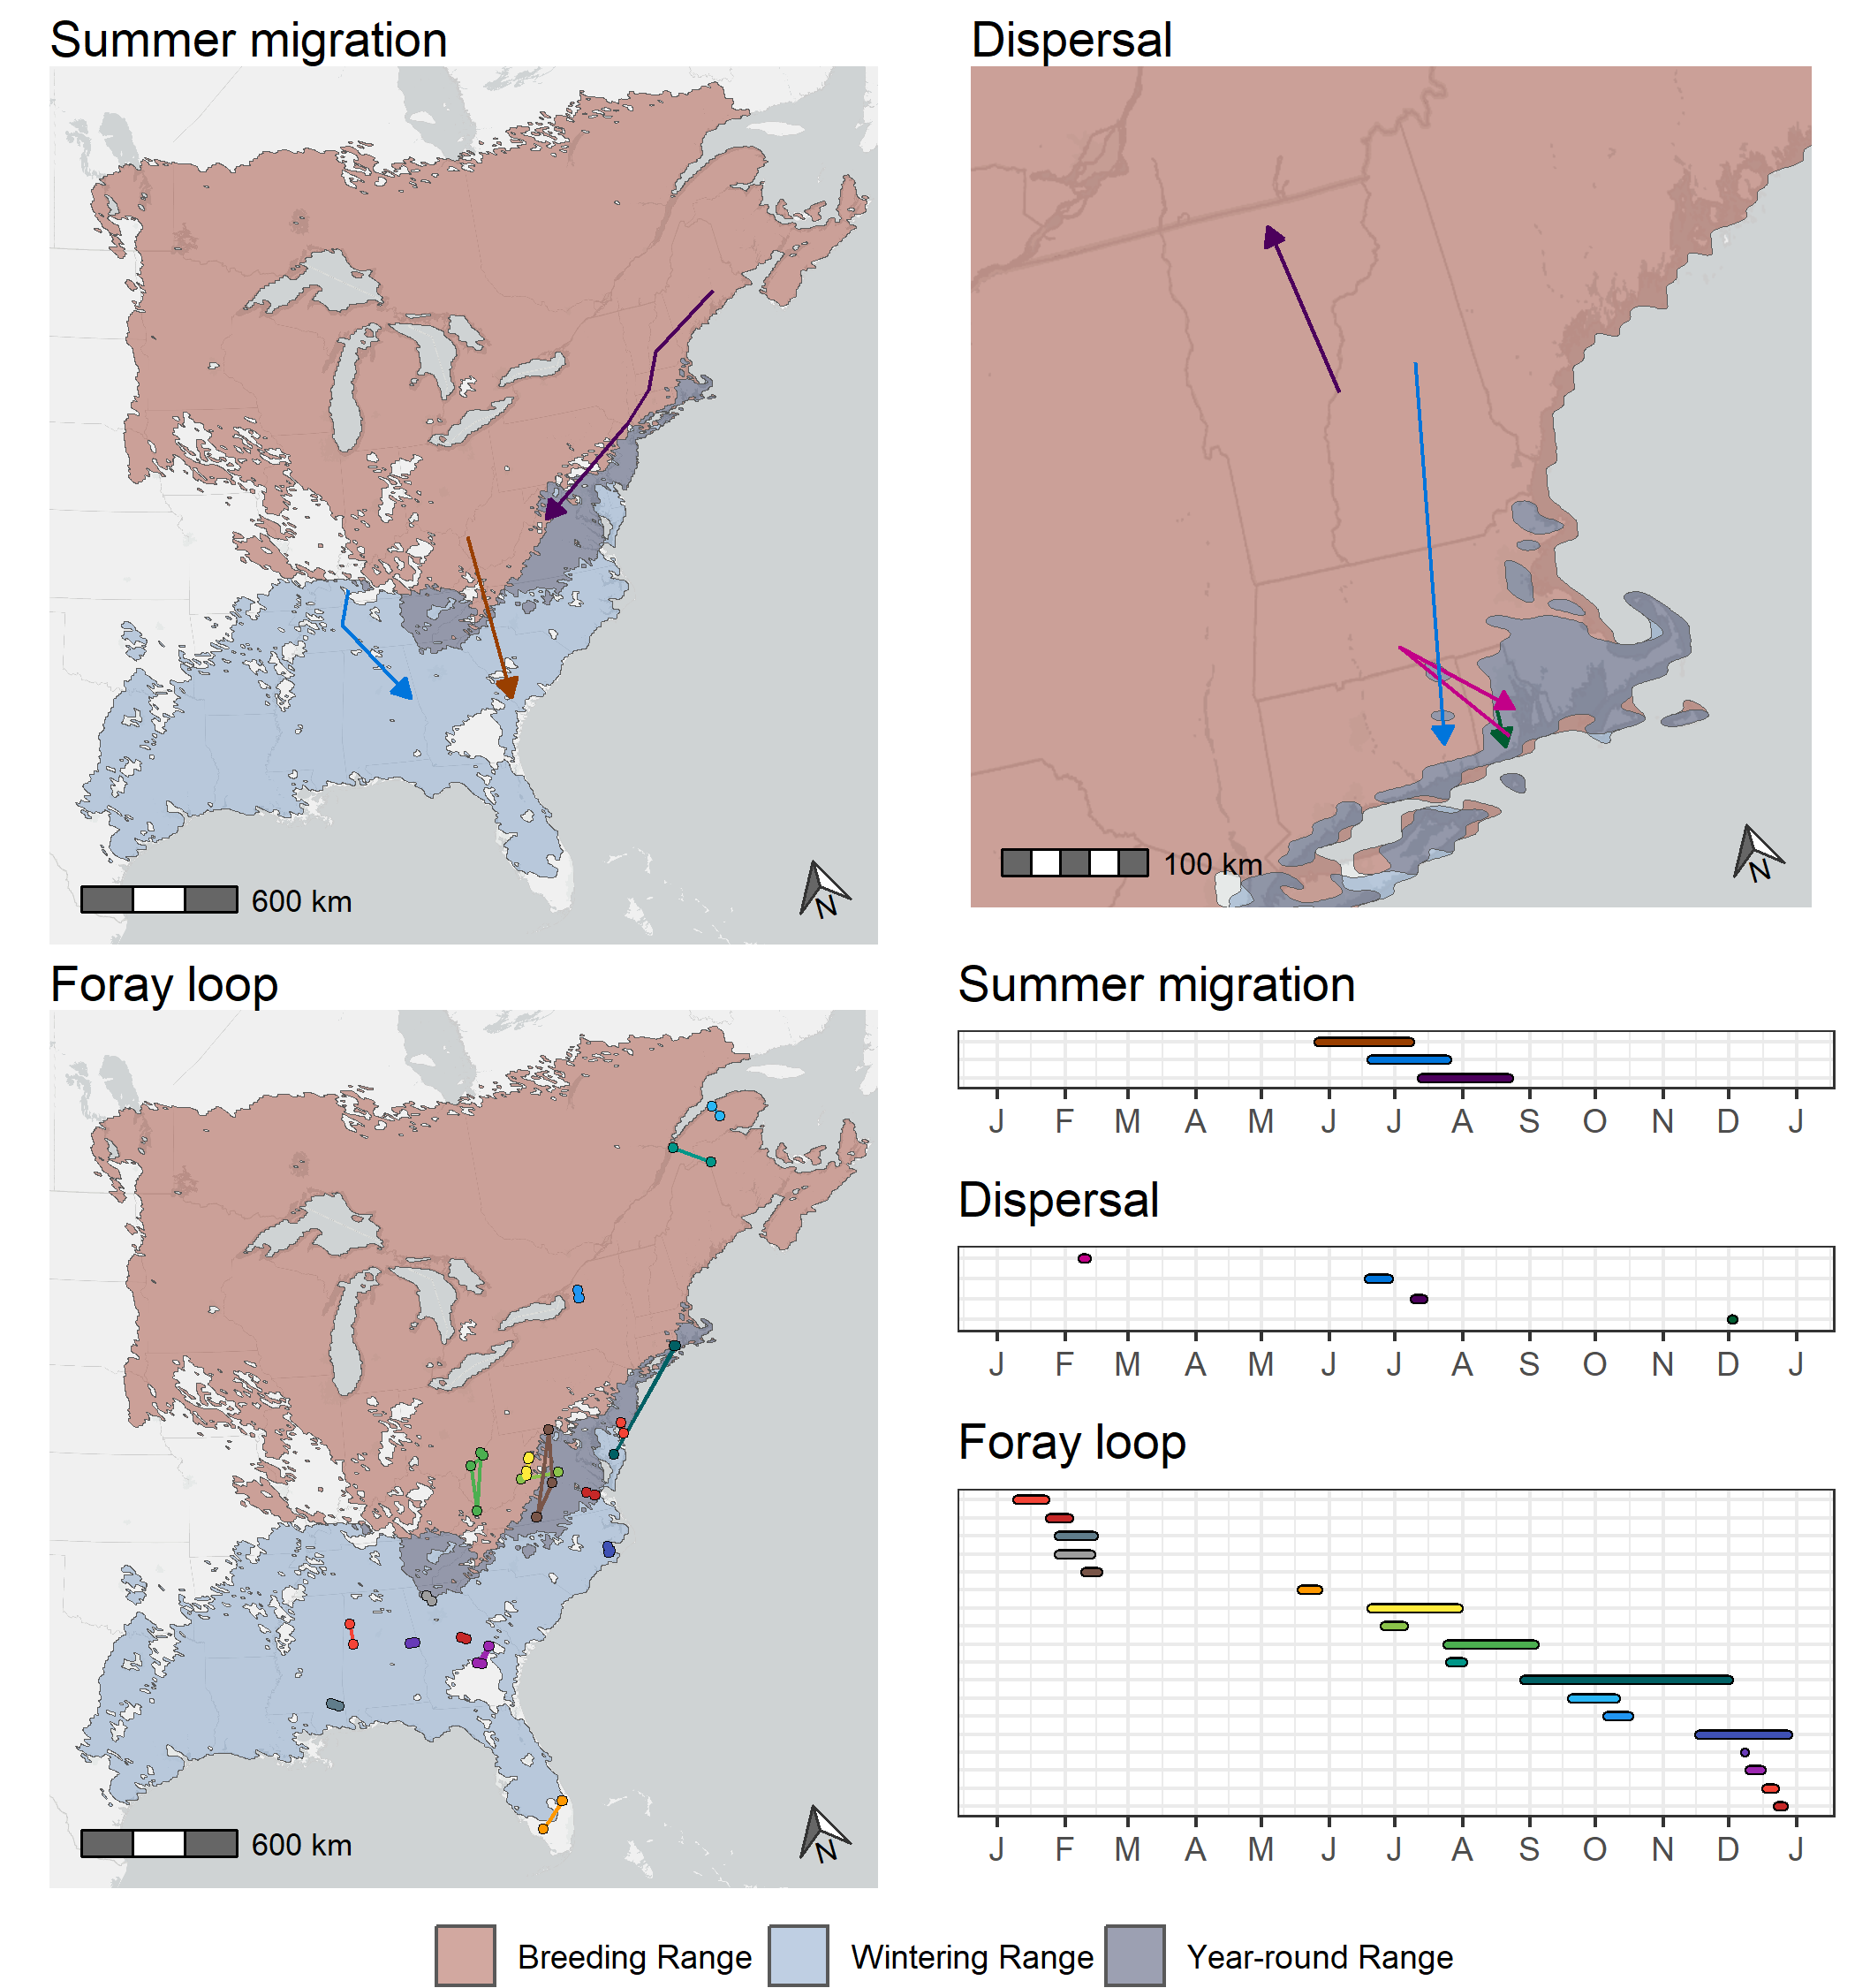 Summer migration
600 km
N
Dispersal
100 km
N
Foray loop
600 km
N
Summer migration
J F M A M J J A S O N D J
Dispersal
J F M A M J J A S O N D J
Foray loop
J F M A M J J A S O N D J
Breeding Range Wintering Range Year-round Range